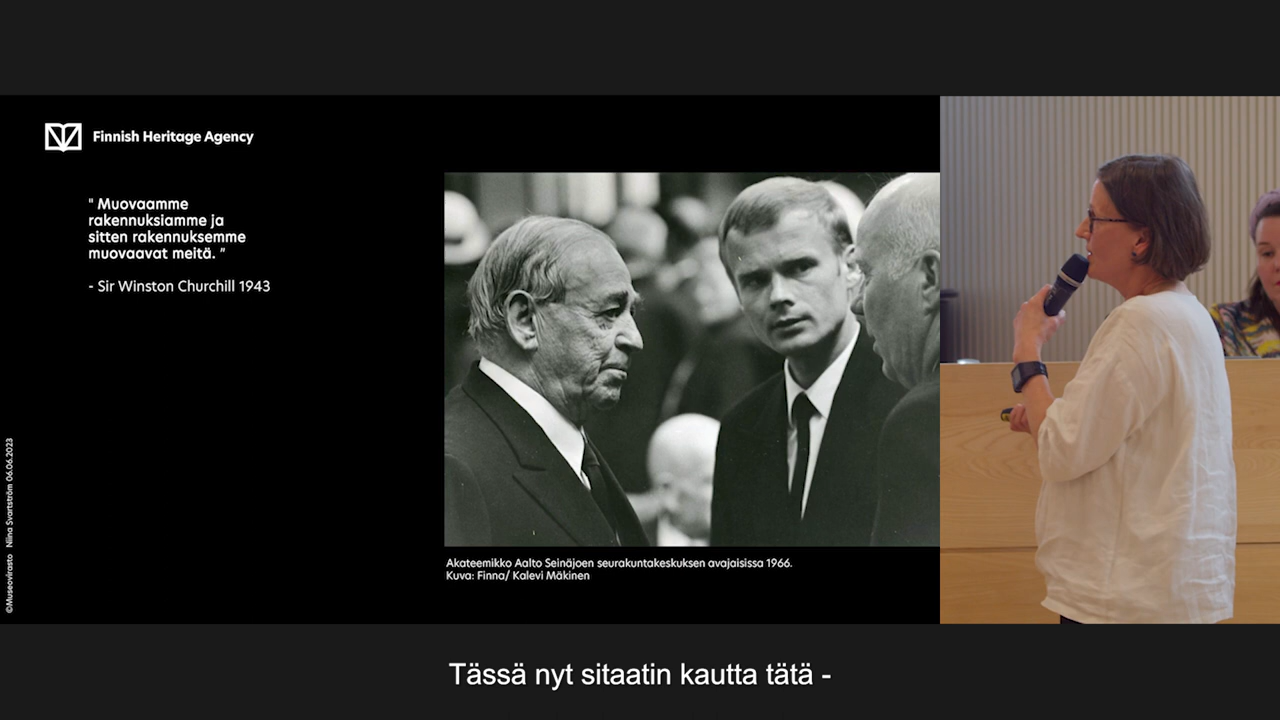 Finnish Heritage Agency
" Muovaamme
rakennuksiamme ja
sitten rakennuksemme
muovaavat meitä. ”
- Sir Winston Churchill 1943
Akateemikko Aalto Seinäjoen seurakuntakeskuksen avajaisissa 1966.
Kuva: Finna/ Kalevi Mäkinen
©Museovirasto Niina Svartström 06.06.2023
Tässä nyt sitaatin kautta tätä -